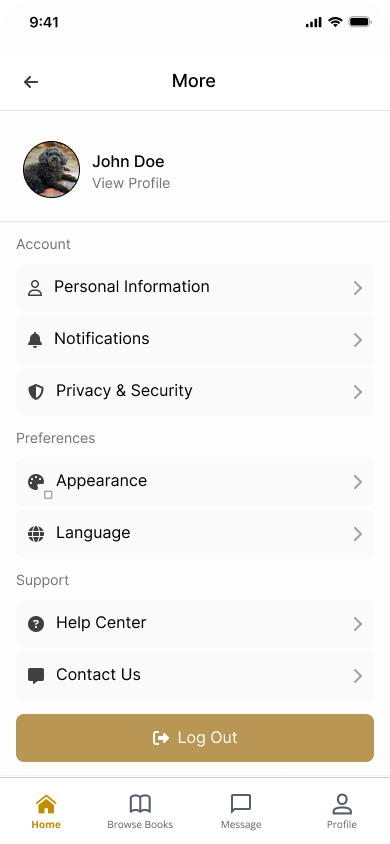 9:41
More
John Doe
View Profile
Account
Personal Information
Notifications
Privacy & Security
Preferences
Appearance
Language
Support
Help Center
Contact Us
Log Out
Home
Browse Books
Message
Profile